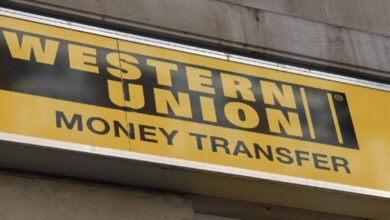 WESTERN
UNION
MONEY TRANSFER
®